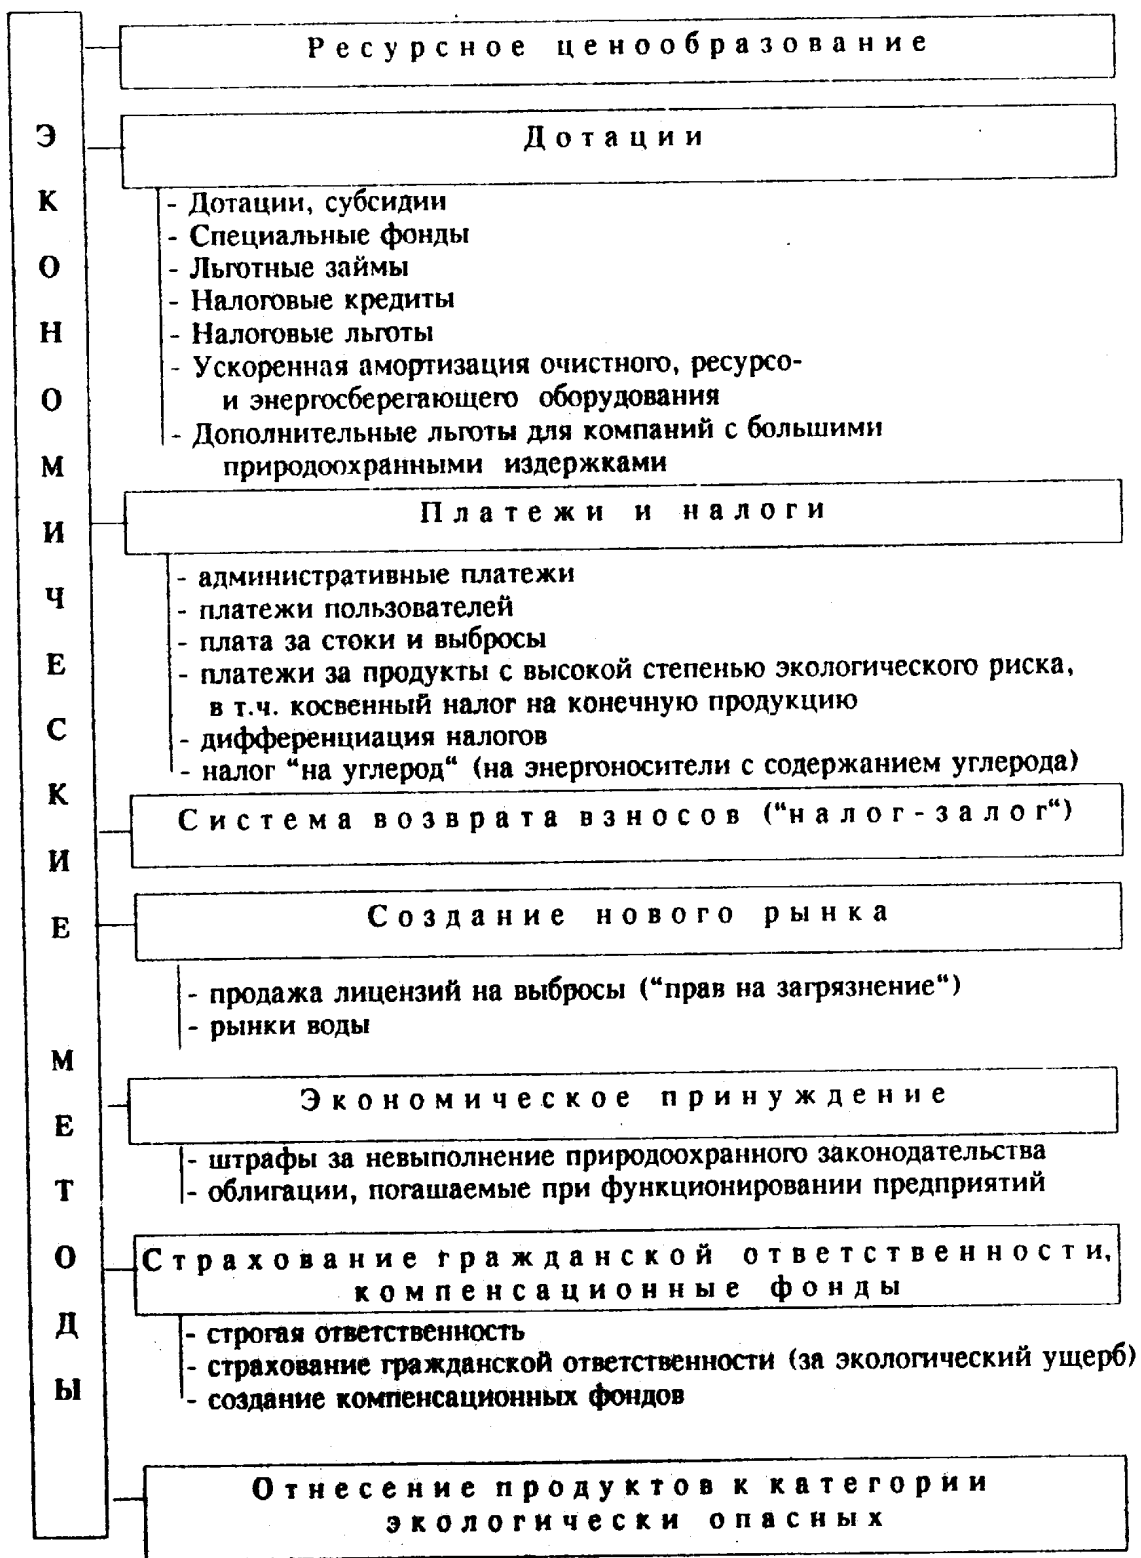 ЭКОНОМИЧЕСКИЕ МЕТОДЫ
Ресурсное ценообразование
Дотации
- Дотации, субсидии
- Специальные фонды
- Льготные займы
- Налоговые кредиты
- Налоговые льготы
- Ускоренная амортизация очистного, ресурсо-
и энергосберегающего оборудования
- Дополнительные льготы для компаний с большими
природоохранными издержками
Платежи и налоги
- административные платежи
- платежи пользователей
- плата за стоки и выбросы
- платежи за продукты с высокой степенью экологического риска,
в т.ч. косвенный налог на конечную продукцию
- дифференциация налогов
- налог “на углерод“ (на энергоносители с содержанием углерода)
Система возврата взносов (“налог-залог“)
Создание нового рынка
- продажа лицензий на выбросы (“прав на загрязнение“)
- рынки воды
Экономическое принуждение
- штрафы за невыполнение природоохранного законодательства
- облигации, погашаемые при функционировании предприятий
Страхование гражданской ответственности,
компенсационные фонды
- строгая ответственность
- страхование гражданской ответственности (за экологический ущерб)
- создание компенсационных фондов
Отнесение продуктов к категории
экологически опасных